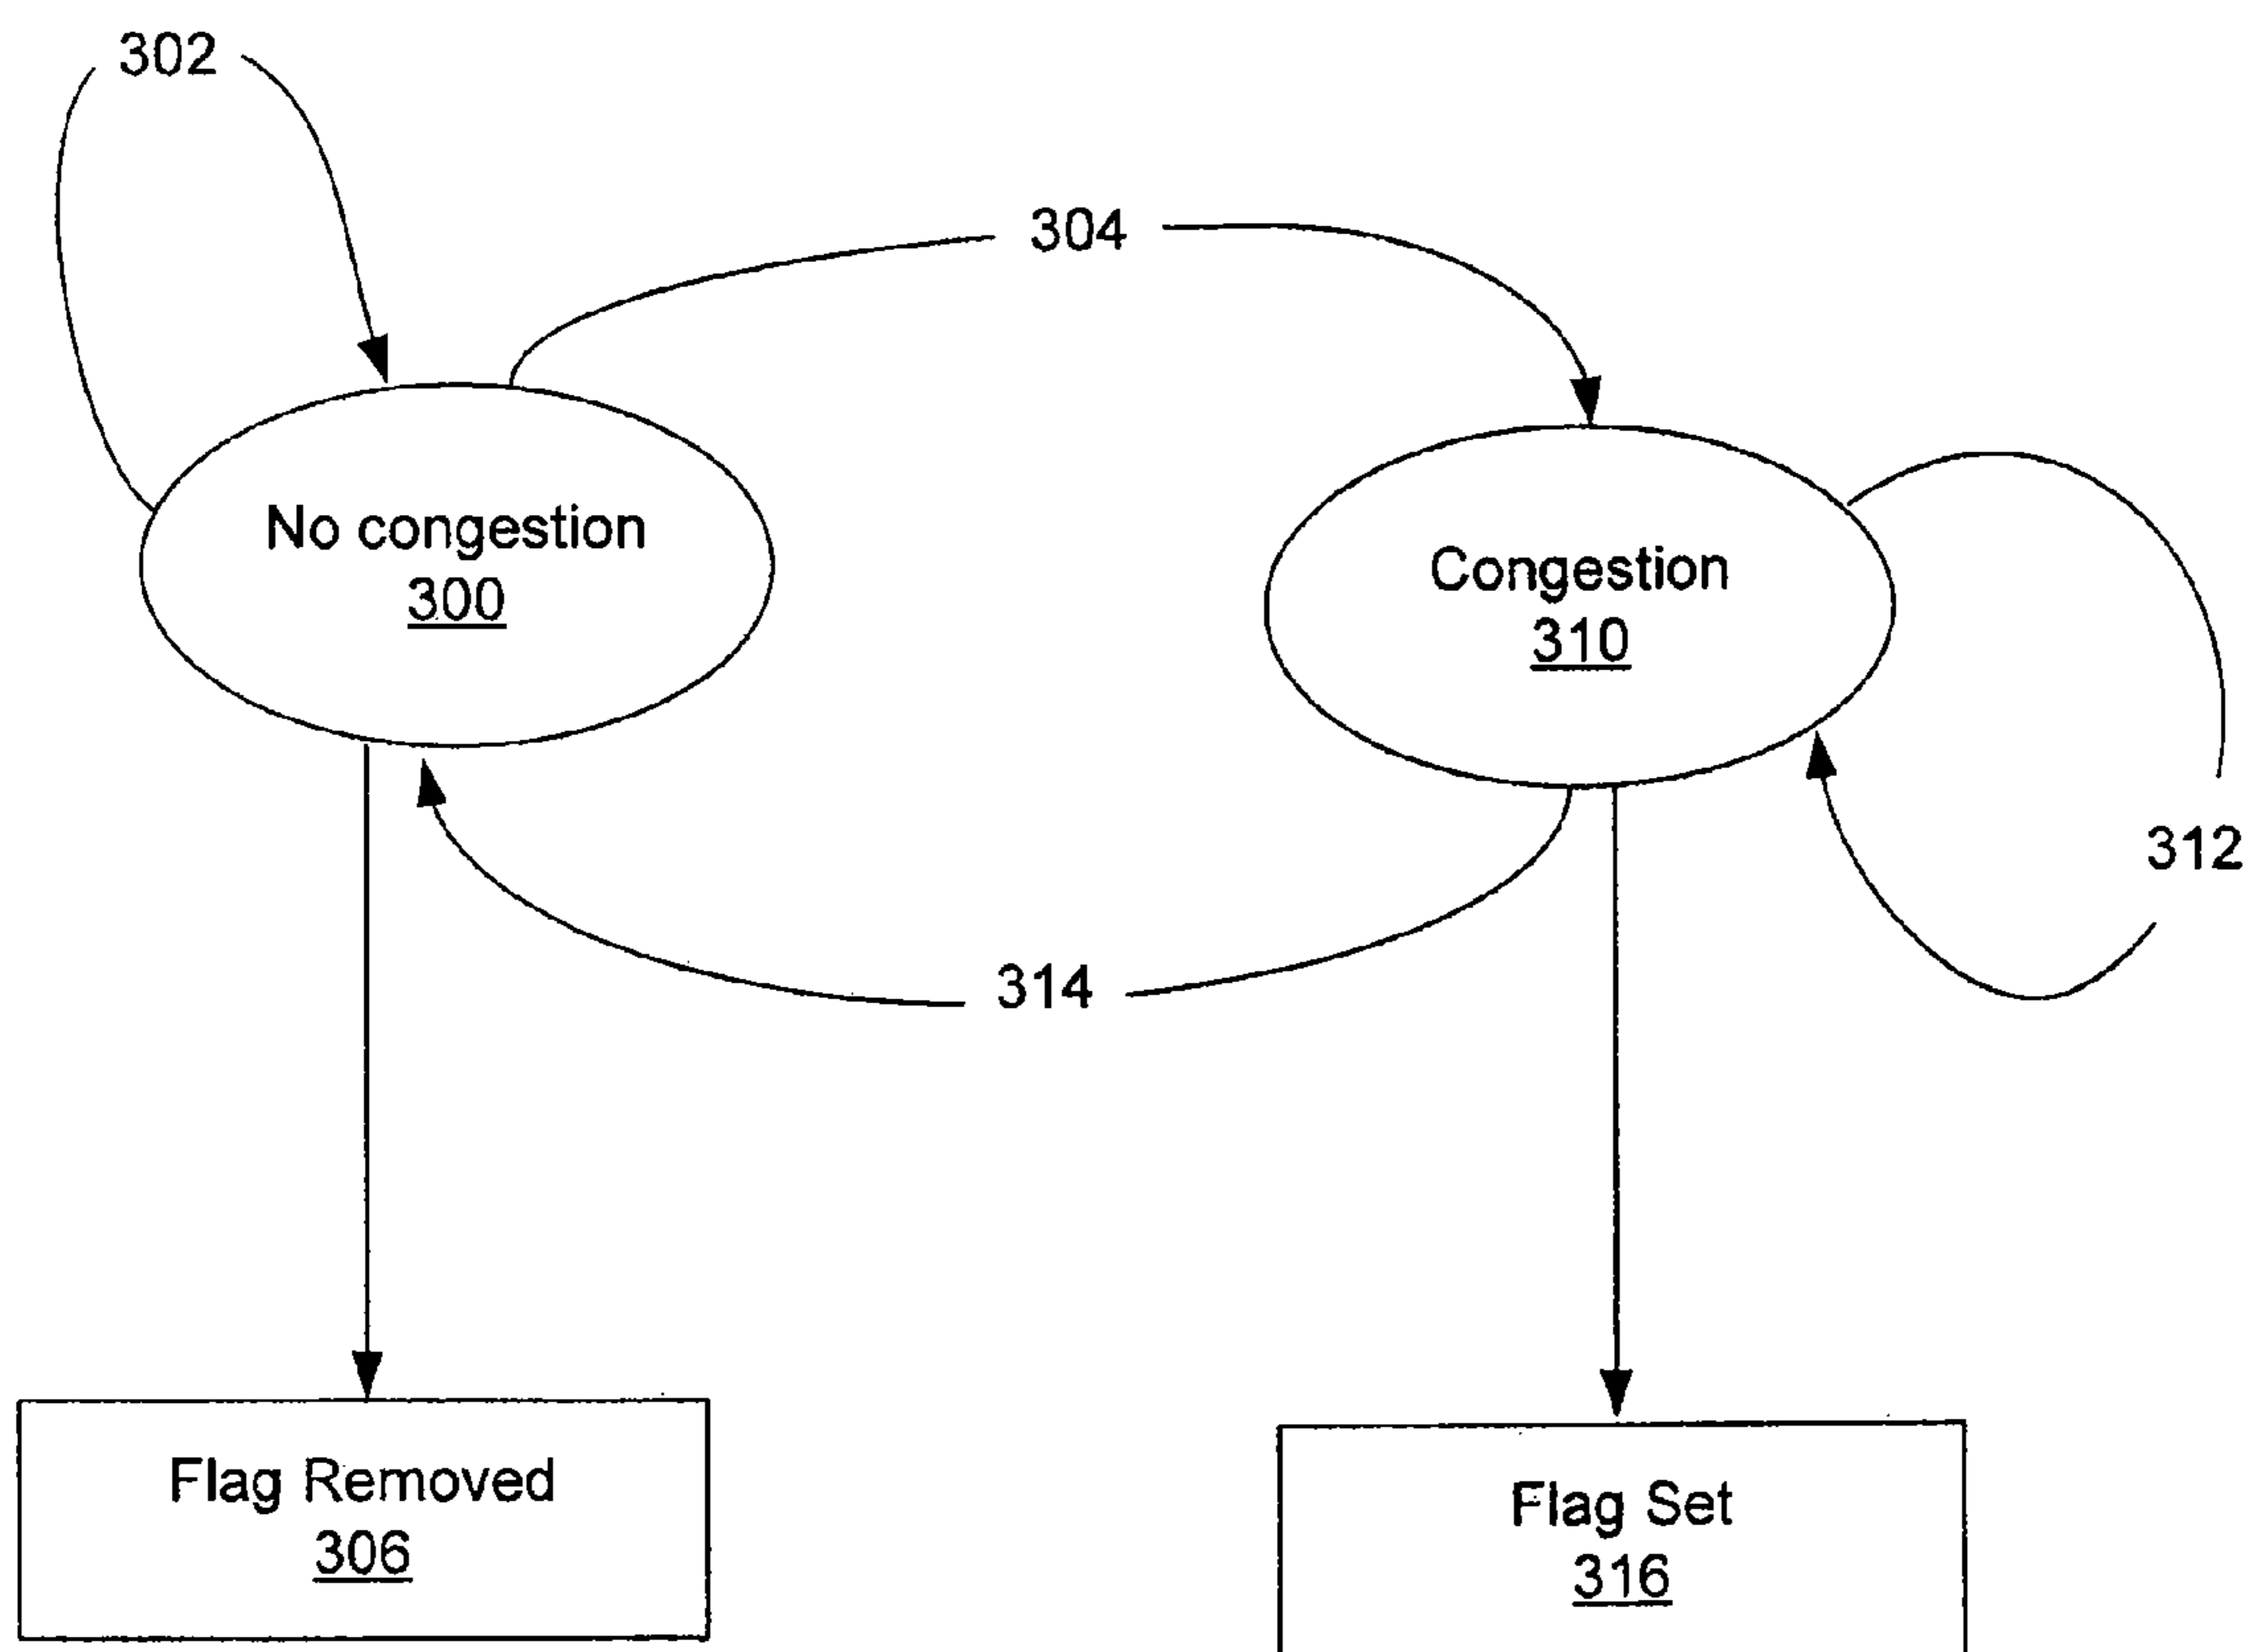 302
304
No congestion
300
Congestion
310
312
314
Flag Removed
306
Flag Set
316